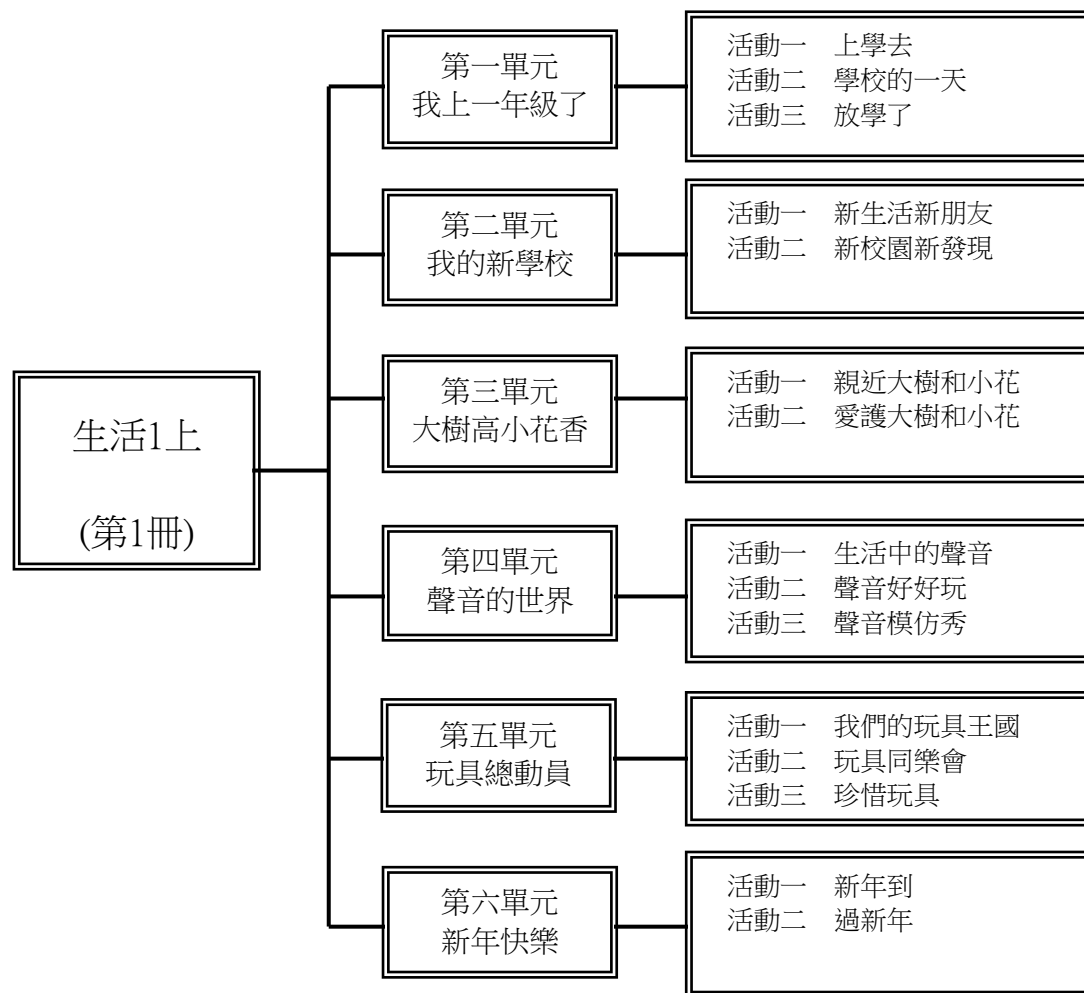 生活1上
(第1冊)
第一單元
我上一年級了
活動一　上學去
活動二　學校的一天
活動三　放學了
第二單元
我的新學校
活動一　新生活新朋友
活動二　新校園新發現
第三單元
大樹高小花香
活動一　親近大樹和小花
活動二　愛護大樹和小花
第四單元
聲音的世界
活動一　生活中的聲音
活動二　聲音好好玩
活動三　聲音模仿秀
第五單元
玩具總動員
活動一　我們的玩具王國
活動二　玩具同樂會
活動三　珍惜玩具
第六單元
新年快樂
活動一　新年到
活動二　過新年